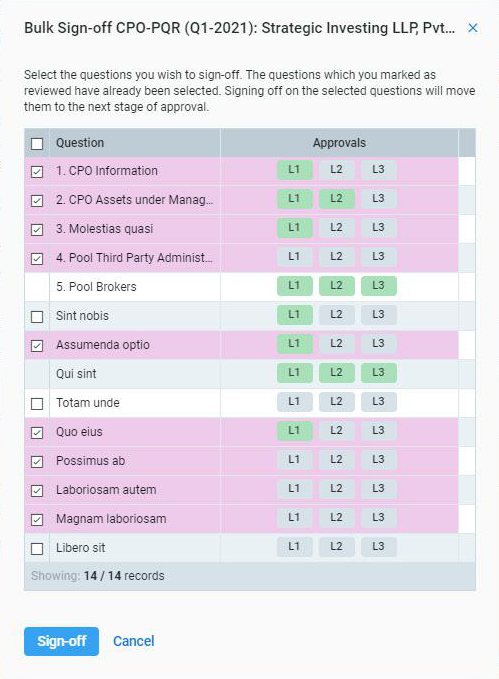 Bulk Sign-off CPO-PQR (Q1-2021): Strategic Investing LLP, Pvt... ×
Select the questions you wish to sign-off. The questions which you marked as
reviewed have already been selected. Signing off on the selected questions will move
them to the next stage of approval.
Question Approvals
1. CPO Information L1 L2 L3
2. CPO Assets under Manag... L1 L2 L3
3. Molestias quasi L1 L2 L3
4. Pool Third Party Administ... L1 L2 L3
5. Pool Brokers L1 L2 L3
Sint nobis L1 L2 L3
Assumenda optio L1 L2 L3
Qui sint L1 L2 L3
Totam unde L1 L2 L3
Quo eius L1 L2 L3
Possimus ab L1 L2 L3
Laboriosam autem L1 L2 L3
Magnam laboriosam L1 L2 L3
Libero sit L1 L2 L3
Showing: 14 / 14 records
Sign-off Cancel